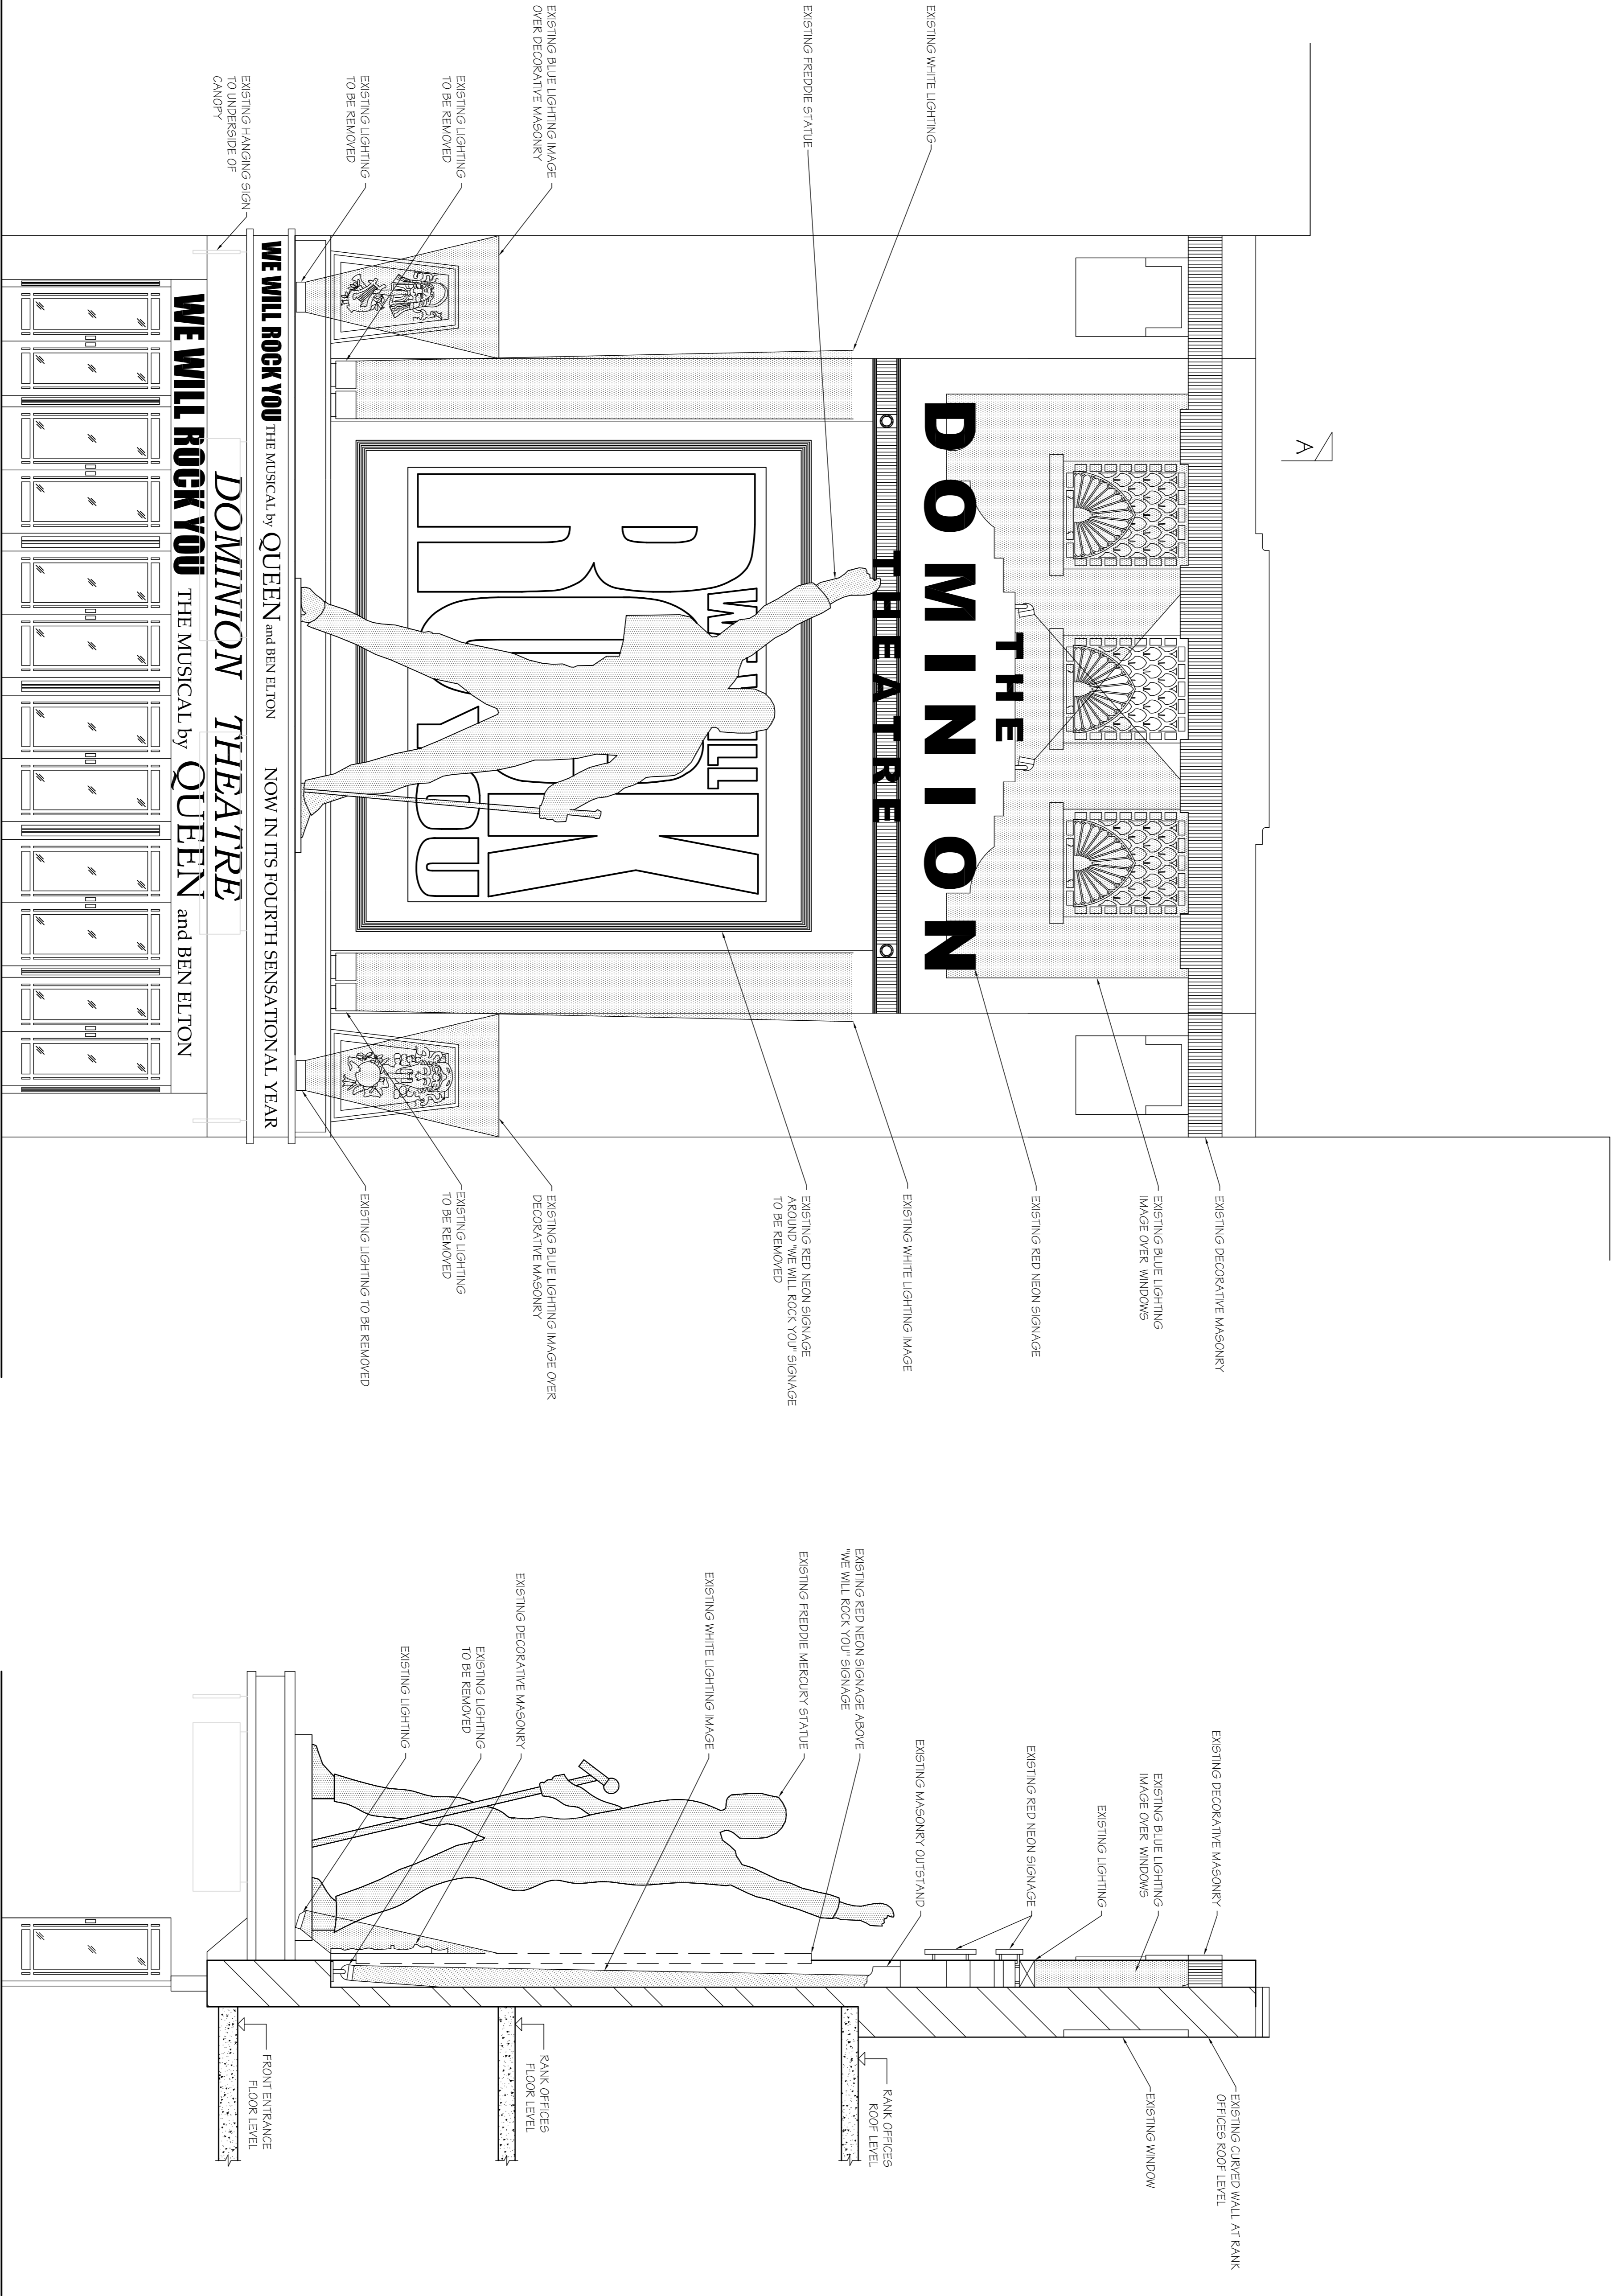 A
EXISTING WHITE LIGHTING
EXISTING FREDDIE STATUE
EXISTING BLUE LIGHTING IMAGE
OVER DECORATIVE MASONRY
EXISTING LIGHTING
TO BE REMOVED
EXISTING LIGHTING
TO BE REMOVED
EXISTING HANGING SIGN
TO UNDERSIDE OF
CANOPY
THE
DOMINION
THEATRE
WE WILL
ROCK
YOU
WE WILL ROCK YOU THE MUSICAL by QUEEN and BEN ELTON NOW IN ITS FOURTH SENSATIONAL YEAR
DOMINION THEATRE
WE WILL ROCK YOU THE MUSICAL by QUEEN and BEN ELTON
EXISTING DECORATIVE MASONRY
EXISTING BLUE LIGHTING
IMAGE OVER WINDOWS
EXISTING RED NEON SIGNAGE
EXISTING WHITE LIGHTING IMAGE
EXISTING RED NEON SIGNAGE
AROUND "WE WILL ROCK YOU" SIGNAGE
TO BE REMOVED
EXISTING BLUE LIGHTING IMAGE OVER
DECORATIVE MASONRY
EXISTING LIGHTING
TO BE REMOVED
EXISTING LIGHTING TO BE REMOVED
EXISTING DECORATIVE MASONRY
EXISTING BLUE LIGHTING
IMAGE OVER WINDOWS
EXISTING LIGHTING
EXISTING RED NEON SIGNAGE
EXISTING MASONRY OUTSTAND
EXISTING RED NEON SIGNAGE ABOVE
"WE WILL ROCK YOU" SIGNAGE
EXISTING FREDDIE MERCURY STATUE
EXISTING WHITE LIGHTING IMAGE
EXISTING DECORATIVE MASONRY
EXISTING LIGHTING
TO BE REMOVED
EXISTING LIGHTING
EXISTING CURVED WALL AT RANK
OFFICES ROOF LEVEL
EXISTING WINDOW
RANK OFFICES
ROOF LEVEL
RANK OFFICES
FLOOR LEVEL
FRONT ENTRANCE
FLOOR LEVEL